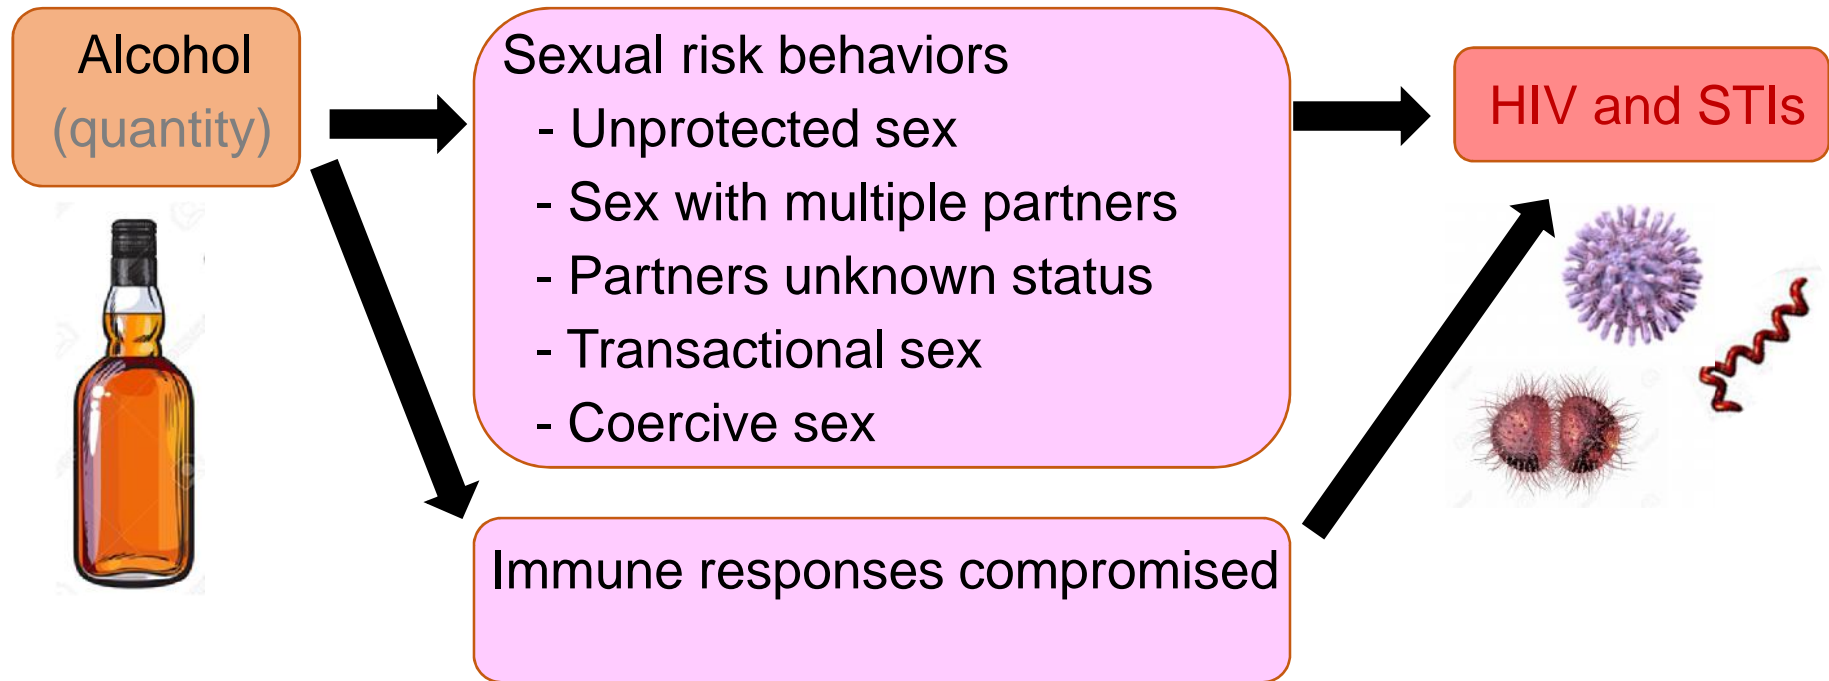 Alcohol
(quantity)
Sexual risk behaviors
- Unprotected sex
- Sex with multiple partners
- Partners unknown status
- Transactional sex
- Coercive sex
Immune responses compromised
HIV and STIs